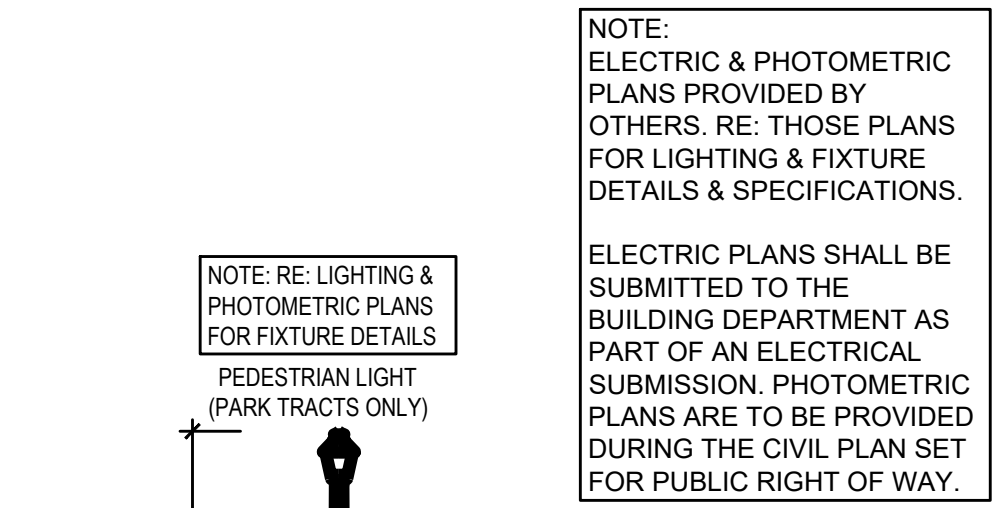 NOTE:
ELECTRIC & PHOTOMETRIC
PLANS PROVIDED BY
OTHERS. RE: THOSE PLANS
FOR LIGHTING & FIXTURE
DETAILS & SPECIFICATIONS.
ELECTRIC PLANS SHALL BE
SUBMITTED TO THE
BUILDING DEPARTMENT AS
PART OF AN ELECTRICAL
SUBMISSION. PHOTOMETRIC
PLANS ARE TO BE PROVIDED
DURING THE CIVIL PLAN SET
FOR PUBLIC RIGHT OF WAY.
NOTE: RE: LIGHTING &
PHOTOMETRIC PLANS
FOR FIXTURE DETAILS
PEDESTRIAN LIGHT
(PARK TRACTS ONLY)